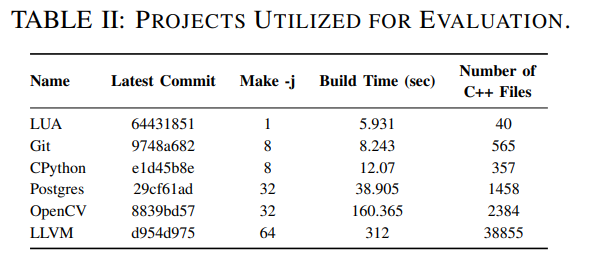 TABLE II: PROJECTS UTILIZED FOR EVALUATION.
Name Latest Commit Make -j Build Time (sec) Number of C++ Files
LUA 64431851 1 5.931 40
Git 9748a682 8 8.243 565
CPython e1d45b8e 8 12.07 357
Postgres 29cf61ad 32 38.905 1458
OpenCV 8839bd57 32 160.365 2384
LLVM d954d975 64 312 38855